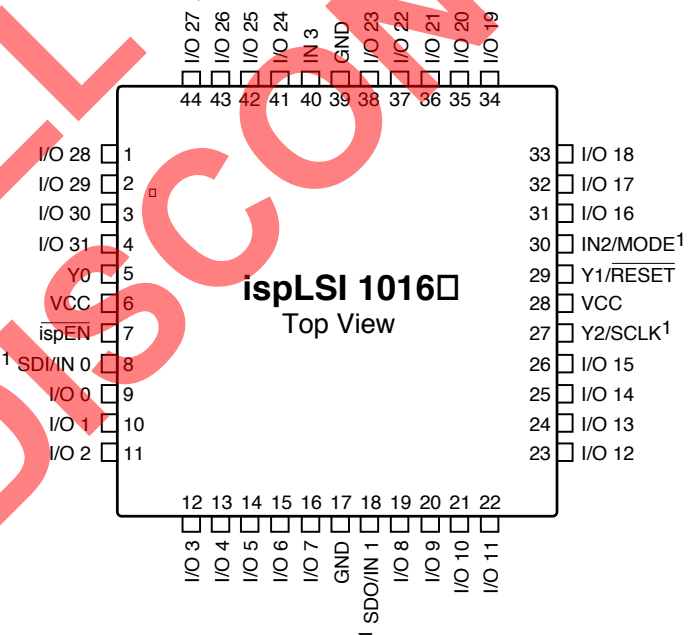 I/O 27
I/O 26
I/O 25
I/O 24
IN 3
GND
I/O 23
I/O 22
I/O 21
I/O 20
I/O 19
44 43 42 41 40 39 38 37 36 35 34
I/O 28 1
I/O 29 2
I/O 30 3
I/O 31 4
Y0 5
VCC 6
ispEN 7
1 SDI/IN 0 8
I/O 0 9
I/O 1 10
I/O 2 11
ispLSI 1016
Top View
33 I/O 18
32 I/O 17
31 I/O 16
30 IN2/MODE1
29 Y1/RESET
28 VCC
27 Y2/SCLK1
26 I/O 15
25 I/O 14
24 I/O 13
23 I/O 12
12 13 14 15 16 17 18 19 20 21 22
I/O 3
I/O 4
I/O 5
I/O 6
I/O 7
GND
SDO/IN 1
I/O 8
I/O 9
I/O 10
I/O 11
DISCON